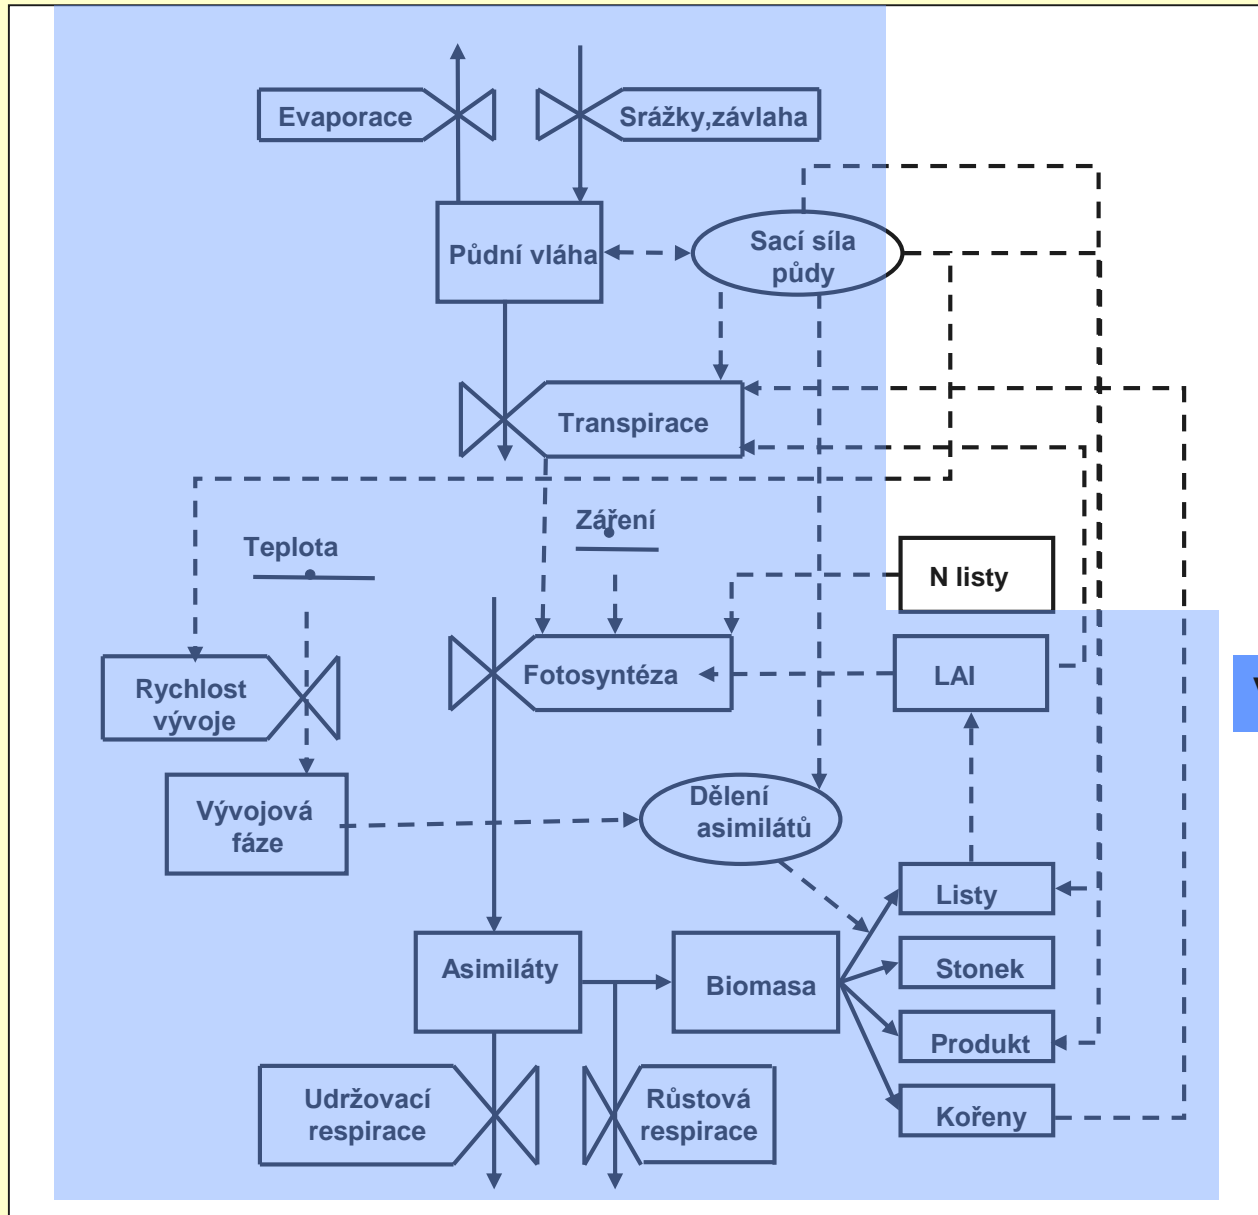 Evaporace
Srážky,závlaha
Půdní vláha
Sací síla
půdy
Transpirace
Záření
Teplota
N listy
Rychlost
vývoje
Fotosyntéza
LAI
Vývojová
fáze
Dělení
asimilátů
Listy
Asimiláty
Biomasa
Stonek
Produkt
Udržovací
respirace
Růstová
respirace
Kořeny